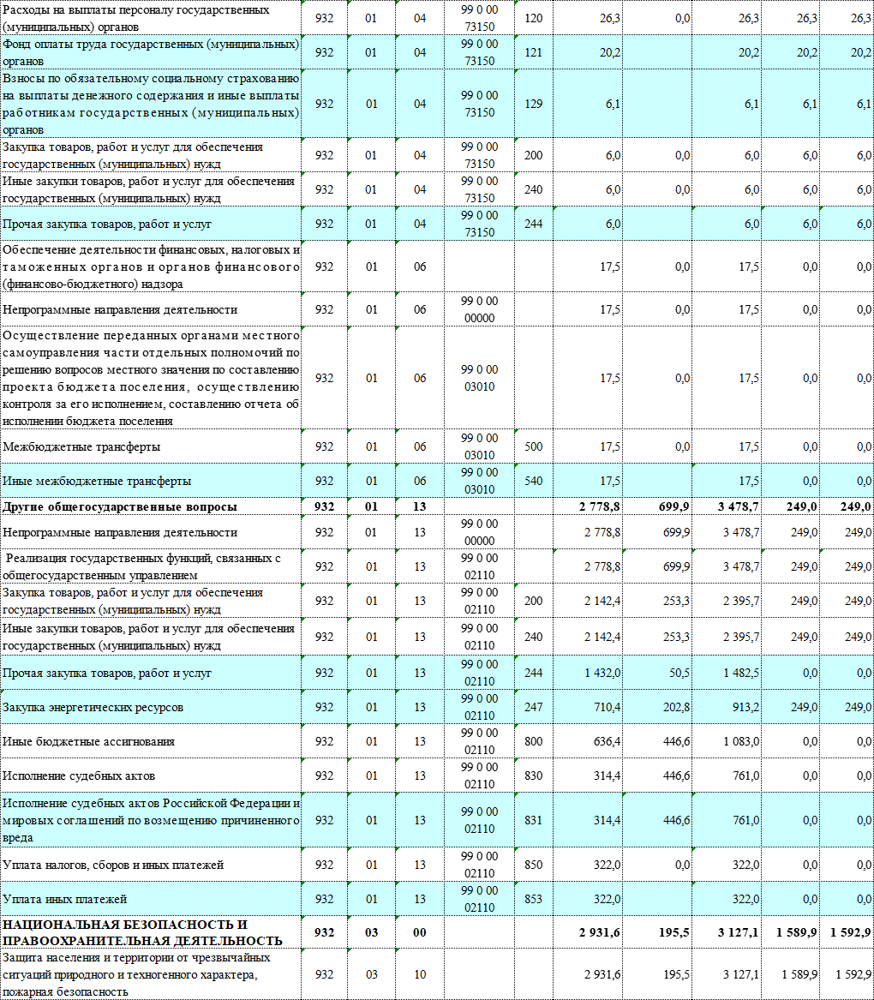 Расходы на выплаты персоналу государственных (муниципальных) органов 932 01 04 99 0 00 73150 120 26,3 0,0 26,3 26,3 26,3
Фонд оплаты труда государственных (муниципальных) органов 932 01 04 99 0 00 73150 121 20,2 20,2 20,2 20,2
Взносы по обязательному социальному страхованию на выплаты денежного содержания и иные выплаты работникам государственных (муниципальных) органов 932 01 04 99 0 00 73150 129 6,1 6,1 6,1 6,1
Закупка товаров, работ и услуг для обеспечения государственных (муниципальных) нужд 932 01 04 99 0 00 73150 200 6,0 0,0 6,0 6,0 6,0
Иные закупки товаров, работ и услуг для обеспечения государственных (муниципальных) нужд 932 01 04 99 0 00 73150 240 6,0 0,0 6,0 6,0 6,0
Прочая закупка товаров, работ и услуг 932 01 04 99 0 00 73150 244 6,0 6,0 6,0 6,0
Обеспечение деятельности финансовых, налоговых и таможенных органов и органов финансового (финансово-бюджетного) надзора 932 01 06 17,5 0,0 17,5 0,0 0,0
Непрограммные направления деятельности 932 01 06 99 0 00 00000 17,5 0,0 17,5 0,0 0,0
Осуществление переданных органами местного самоуправления части отдельных полномочий по решению вопросов местного значения по составлению проекта бюджета поселения, осуществлению контроля за его исполнением, составлению отчета об исполнении бюджета поселения 932 01 06 99 0 00 03010 17,5 0,0 17,5 0,0 0,0
Межбюджетные трансферты 932 01 06 99 0 00 03010 500 17,5 0,0 17,5 0,0 0,0
Иные межбюджетные трансферты 932 01 06 99 0 00 03010 540 17,5 17,5 0,0 0,0
Другие общегосударственные вопросы 932 01 13 2 778,8 699,9 3 478,7 249,0 249,0
Непрограммные направления деятельности 932 01 13 99 0 00 00000 2 778,8 699,9 3 478,7 249,0 249,0
Реализация государственных функций, связанных с общегосударственным управлением 932 01 13 99 0 00 02110 2 778,8 699,9 3 478,7 249,0 249,0
Закупка товаров, работ и услуг для обеспечения государственных (муниципальных) нужд 932 01 13 99 0 00 02110 200 2 142,4 253,3 2 395,7 249,0 249,0
Иные закупки товаров, работ и услуг для обеспечения государственных (муниципальных) нужд 932 01 13 99 0 00 02110 240 2 142,4 253,3 2 395,7 249,0 249,0
Прочая закупка товаров, работ и услуг 932 01 13 99 0 00 02110 244 1 432,0 50,5 1 482,5 0,0 0,0
Закупка энергетических ресурсов 932 01 13 99 0 00 02110 247 710,4 202,8 913,2 249,0 249,0
Иные бюджетные ассигнования 932 01 13 99 0 00 02110 800 636,4 446,6 1 083,0 0,0 0,0
Исполнение судебных актов 932 01 13 99 0 00 02110 830 314,4 446,6 761,0 0,0 0,0
Исполнение судебных актов Российской Федерации и мировых соглашений по возмещению причиненного вреда 932 01 13 99 0 00 02110 831 314,4 446,6 761,0 0,0 0,0
Уплата налогов, сборов и иных платежей 932 01 13 99 0 00 02110 850 322,0 0,0 322,0 0,0 0,0
Уплата иных платежей 932 01 13 99 0 00 02110 853 322,0 322,0 0,0 0,0
НАЦИОНАЛЬНАЯ БЕЗОПАСНОСТЬ И ПРАВООХРАНИТЕЛЬНАЯ ДЕЯТЕЛЬНОСТЬ 932 03 00 2 931,6 195,5 3 127,1 1 589,9 1 592,9
Защита населения и территории от чрезвычайных ситуаций природного и техногенного характера, пожарная безопасность 932 03 10 2 931,6 195,5 3 127,1 1 589,9 1 592,9